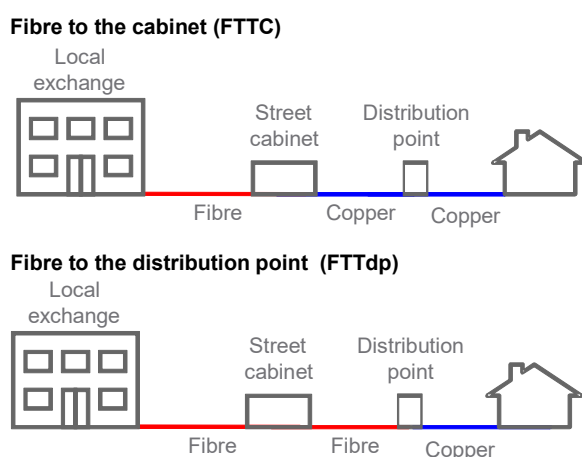 Fibre to the cabinet (FTTC)
Local
exchange
Street
cabinet
Distribution
point
Fibre
Copper
Copper
Fibre to the distribution point  (FTTdp)
Local
exchange
Street
cabinet
Distribution
point
Fibre
Fibre
Copper